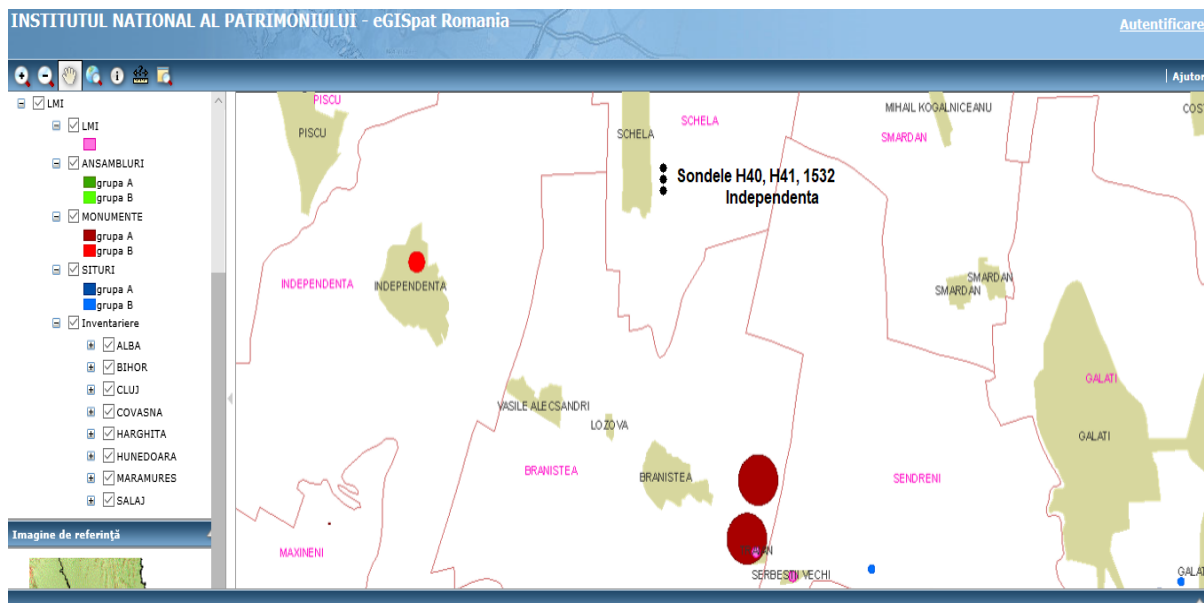 INSTITUTUL NATIONAL AL PATRIMONIULUI - eGISpat Romania
Autentificare
Ajutor
LMI
LMI
ANSAMBLURI
grupa A
grupa B
MONUMENTE
grupa A
grupa B
SITURI
grupa A
grupa B
Inventariere
ALBA
BIHOR
CLUJ
COVASNA
HARGHITA
HUNEDOARA
MARAMURES
SALAJ
Imagine de referință
PISCU
PISCU
SCHELA
SCHELA
MIHAIL KOGALNICEANU
SMARDAN
COST
Sondele H40, H41, 1532
Independenta
INDEPENDENTA
INDEPENDENTA
SMARDAN
SMARDAN
GALATI
GALATI
VASILE ALECSANDRI
LOZOVA
BRANISTEA
BRANISTEA
SENDRENI
MAXINENI
SERBESTII VECHI
GALAT